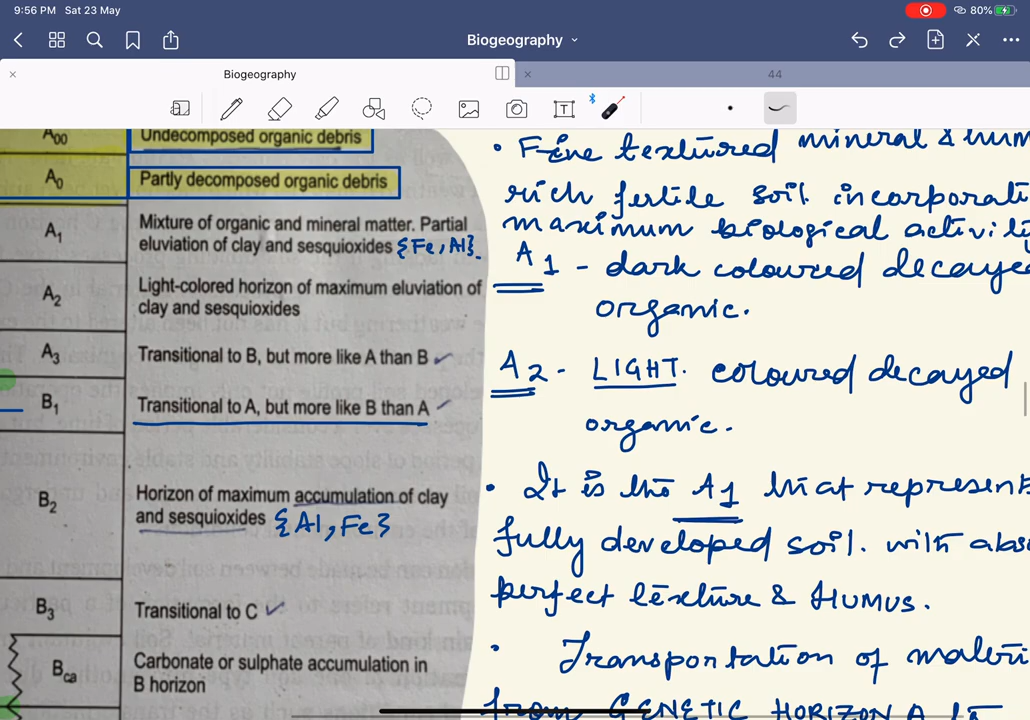 9:56 PM Sat 23 May
80%
Biogeography
Biogeography
44
A00 Undecomposed organic debris
A0 Partly decomposed organic debris
A1 Mixture of organic and mineral matter. Partial
eluviation of clay and sesquioxides {Fe, Al}.
A2 Light-colored horizon of maximum eluviation of
clay and sesquioxides
A3 Transitional to B, but more like A than B
B1 Transitional to A, but more like B than A
B2 Horizon of maximum accumulation of clay
and sesquioxides {Al, Fe}
B3 Transitional to C
Bca Carbonate or sulphate accumulation in
B horizon
• Fine textured mineral & hum
rich fertile soil incorporati
maximum biological activity
A1 - dark coloured decayed
organic.
A2 - LIGHT. coloured decayed
organic.
• It is the A1 that represents
fully developed soil. with abso
perfect texture & HUMUS.
• Transportation of materi
from GENETIC HORIZON A